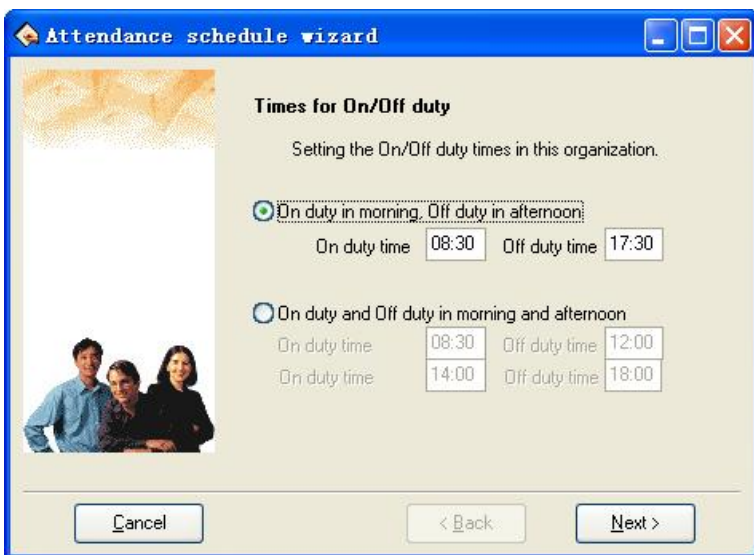 Attendance schedule wizard
Times for On/Off duty
Setting the On/Off duty times in this organization.
On duty in morning, Off duty in afternoon
On duty time 08:30 Off duty time 17:30
On duty and Off duty in morning and afternoon
On duty time 08:30 Off duty time 12:00
On duty time 14:00 Off duty time 18:00
Cancel < Back Next >